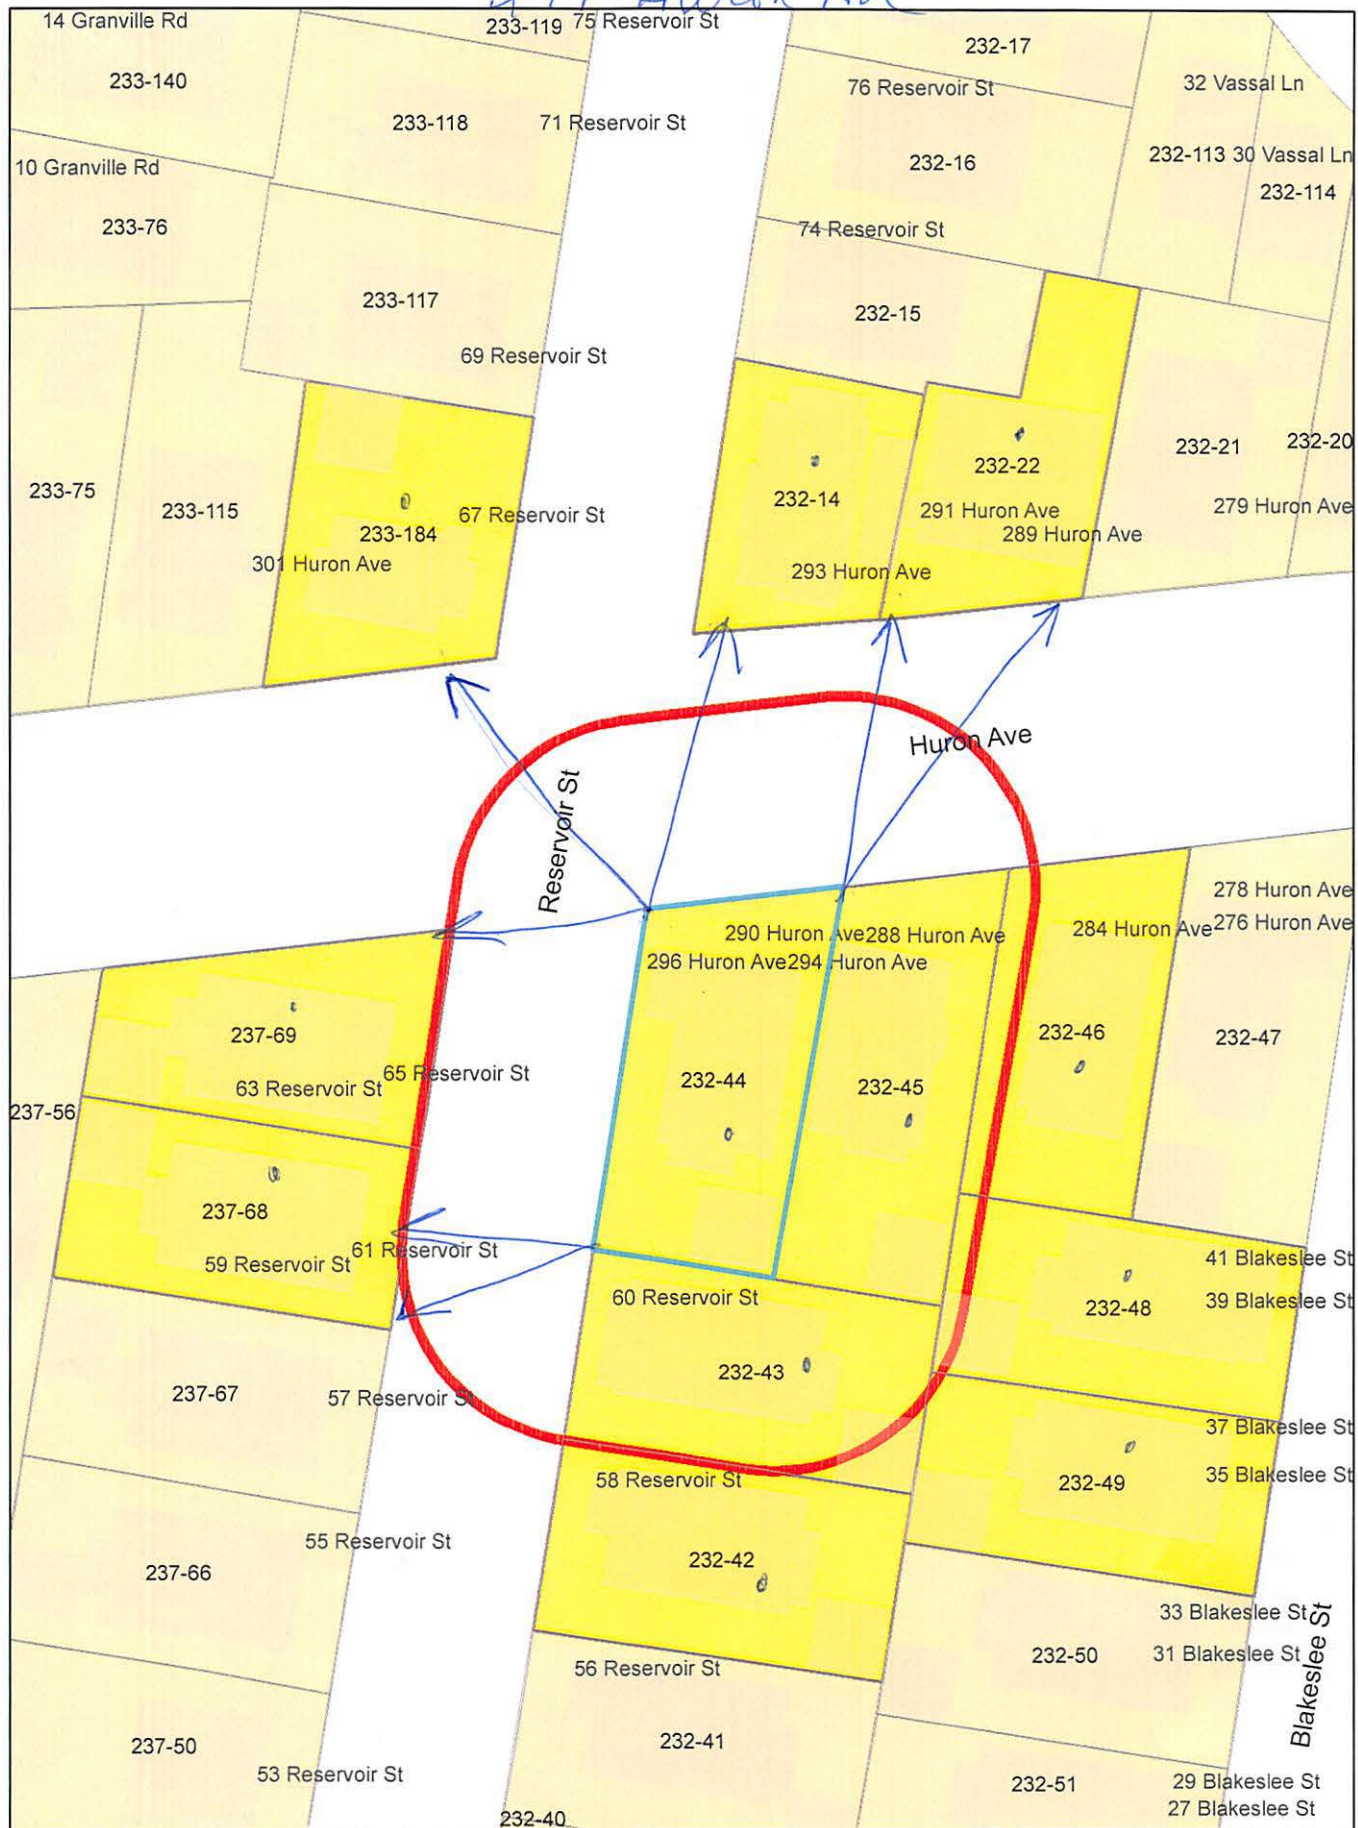 Huron Ave
14 Granville Rd
233-119 75 Reservoir St
232-17
233-140
76 Reservoir St
32 Vassal Ln
233-118
71 Reservoir St
232-16
232-113 30 Vassal Ln
10 Granville Rd
232-114
233-76
74 Reservoir St
233-117
232-15
69 Reservoir St
232-21
232-20
232-22
233-75
233-115
232-14
291 Huron Ave
279 Huron Ave
67 Reservoir St
233-184
289 Huron Ave
301 Huron Ave
293 Huron Ave
Huron Ave
Reservoir St
278 Huron Ave
290 Huron Ave 288 Huron Ave
284 Huron Ave 276 Huron Ave
296 Huron Ave 294 Huron Ave
237-69
232-46
232-47
65 Reservoir St
232-44
232-45
63 Reservoir St
237-56
237-68
61 Reservoir St
59 Reservoir St
41 Blakeslee St
60 Reservoir St
232-48
39 Blakeslee St
232-43
237-67
57 Reservoir St
37 Blakeslee St
58 Reservoir St
232-49
35 Blakeslee St
55 Reservoir St
232-42
237-66
33 Blakeslee St
232-50
31 Blakeslee St
56 Reservoir St
Blakeslee St
232-41
237-50
53 Reservoir St
232-51
29 Blakeslee St
27 Blakeslee St
232-40